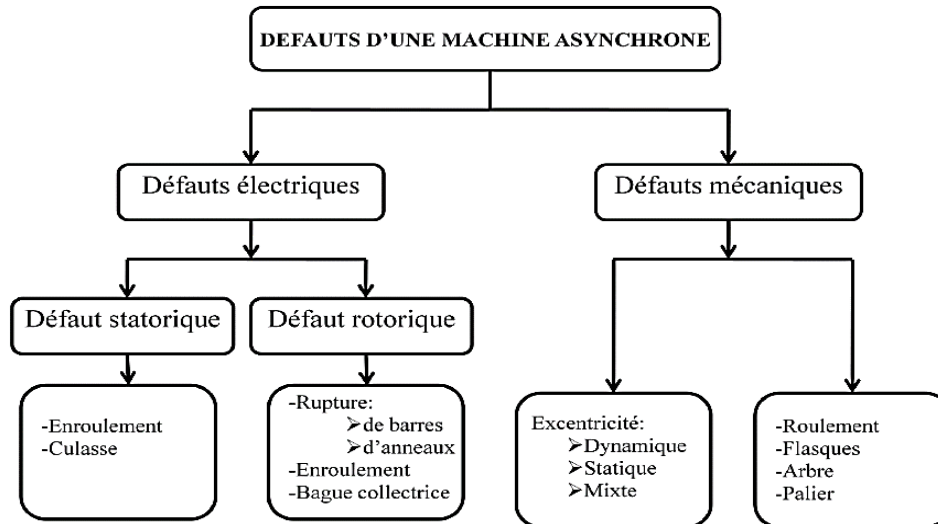 DEFAUTS D'UNE MACHINE ASYNCHRONE
Défauts électriques
Défauts mécaniques
Défaut statorique
Défaut rotorique
-Enroulement
-Culasse
-Rupture:
➢de barres
➢d'anneaux
-Enroulement
-Bague collectrice
Excentricité:
➢Dynamique
➢Statique
➢Mixte
-Roulement
-Flasques
-Arbre
-Palier